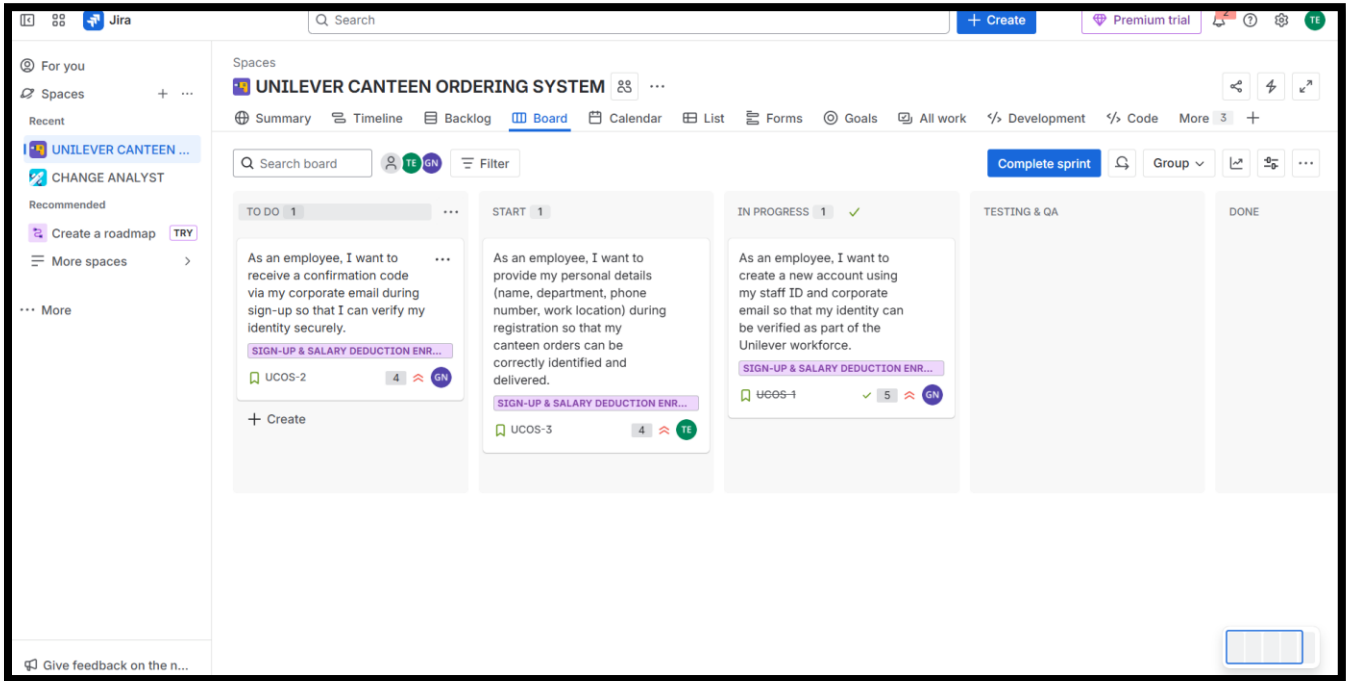 Jira
Search
+ Create
Premium trial
2
TE
For you
Spaces
Recent
UNILEVER CANTEEN ...
CHANGE ANALYST
Recommended
Create a roadmap TRY
More spaces
More
Give feedback on the n...
Spaces
UNILEVER CANTEEN ORDERING SYSTEM
Summary Timeline Backlog Board Calendar List Forms Goals All work Development Code More 3
Search board
TE GN
Filter
Complete sprint
Group
TO DO 1
As an employee, I want to
receive a confirmation code
via my corporate email during
sign-up so that I can verify my
identity securely.
SIGN-UP & SALARY DEDUCTION ENR...
UCOS-2 4 GN
+ Create
START 1
As an employee, I want to
provide my personal details
(name, department, phone
number, work location) during
registration so that my
canteen orders can be
correctly identified and
delivered.
SIGN-UP & SALARY DEDUCTION ENR...
UCOS-3 4 TE
IN PROGRESS 1
As an employee, I want to
create a new account using
my staff ID and corporate
email so that my identity can
be verified as part of the
Unilever workforce.
SIGN-UP & SALARY DEDUCTION ENR...
UCOS-1 5 GN
TESTING & QA
DONE